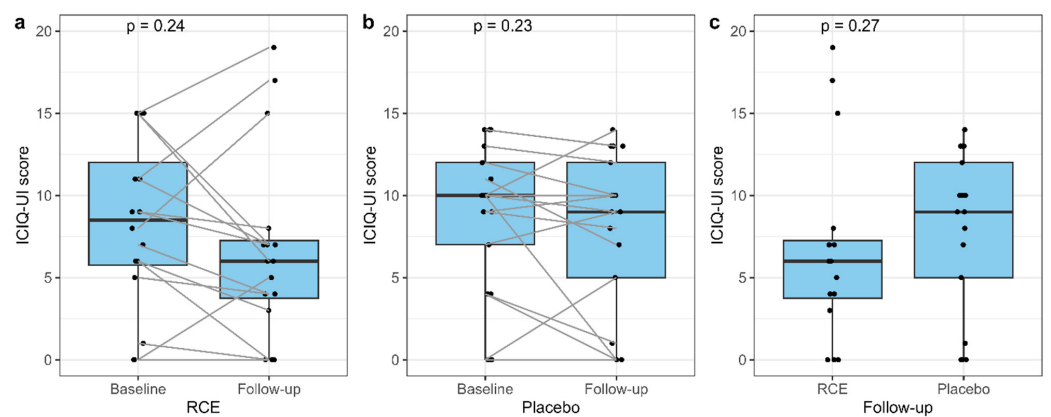 a
p = 0.24
20
15
10
5
0
ICIQ-UI score
Baseline Follow-up
RCE
b
p = 0.23
20
15
10
5
0
ICIQ-UI score
Baseline Follow-up
Placebo
c
p = 0.27
20
15
10
5
0
ICIQ-UI score
RCE Placebo
Follow-up